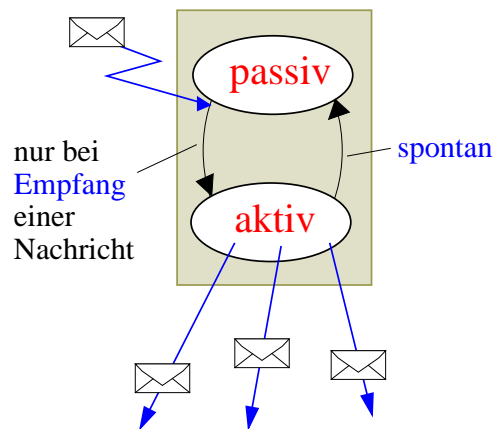 passiv
nur bei
Empfang
einer
Nachricht
spontan
aktiv